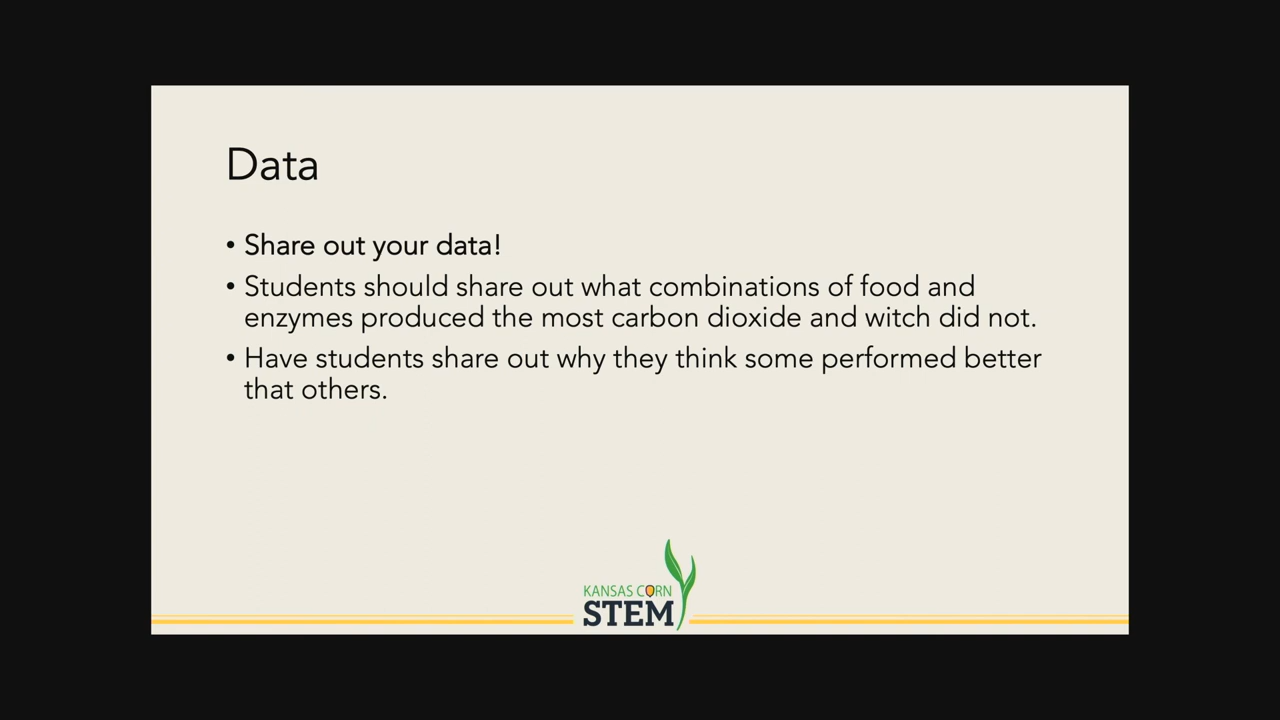 Data
• Share out your data!
• Students should share out what combinations of food and
enzymes produced the most carbon dioxide and witch did not.
• Have students share out why they think some performed better
that others.
KANSAS CORN
STEM